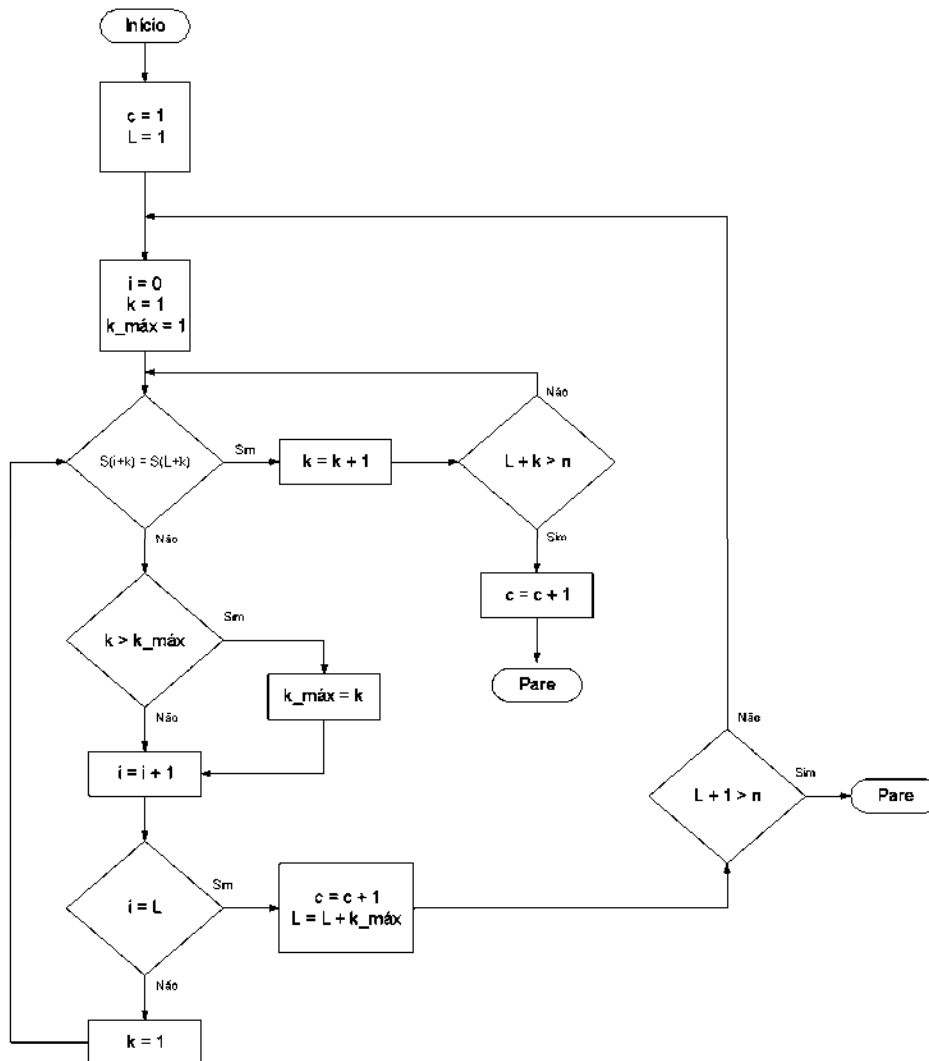 Início
c = 1
L = 1
i = 0
k = 1
k_máx = 1
Não
S(i+k) = S(L+k)
Sim
k = k + 1
L + k > n
Não
Sim
k > k_máx
Sim
c = c + 1
k_máx = k
Pare
Não
i = i + 1
Não
L + 1 > n
Sim
Pare
i = L
Sim
c = c + 1
L = L + k_máx
Não
k = 1